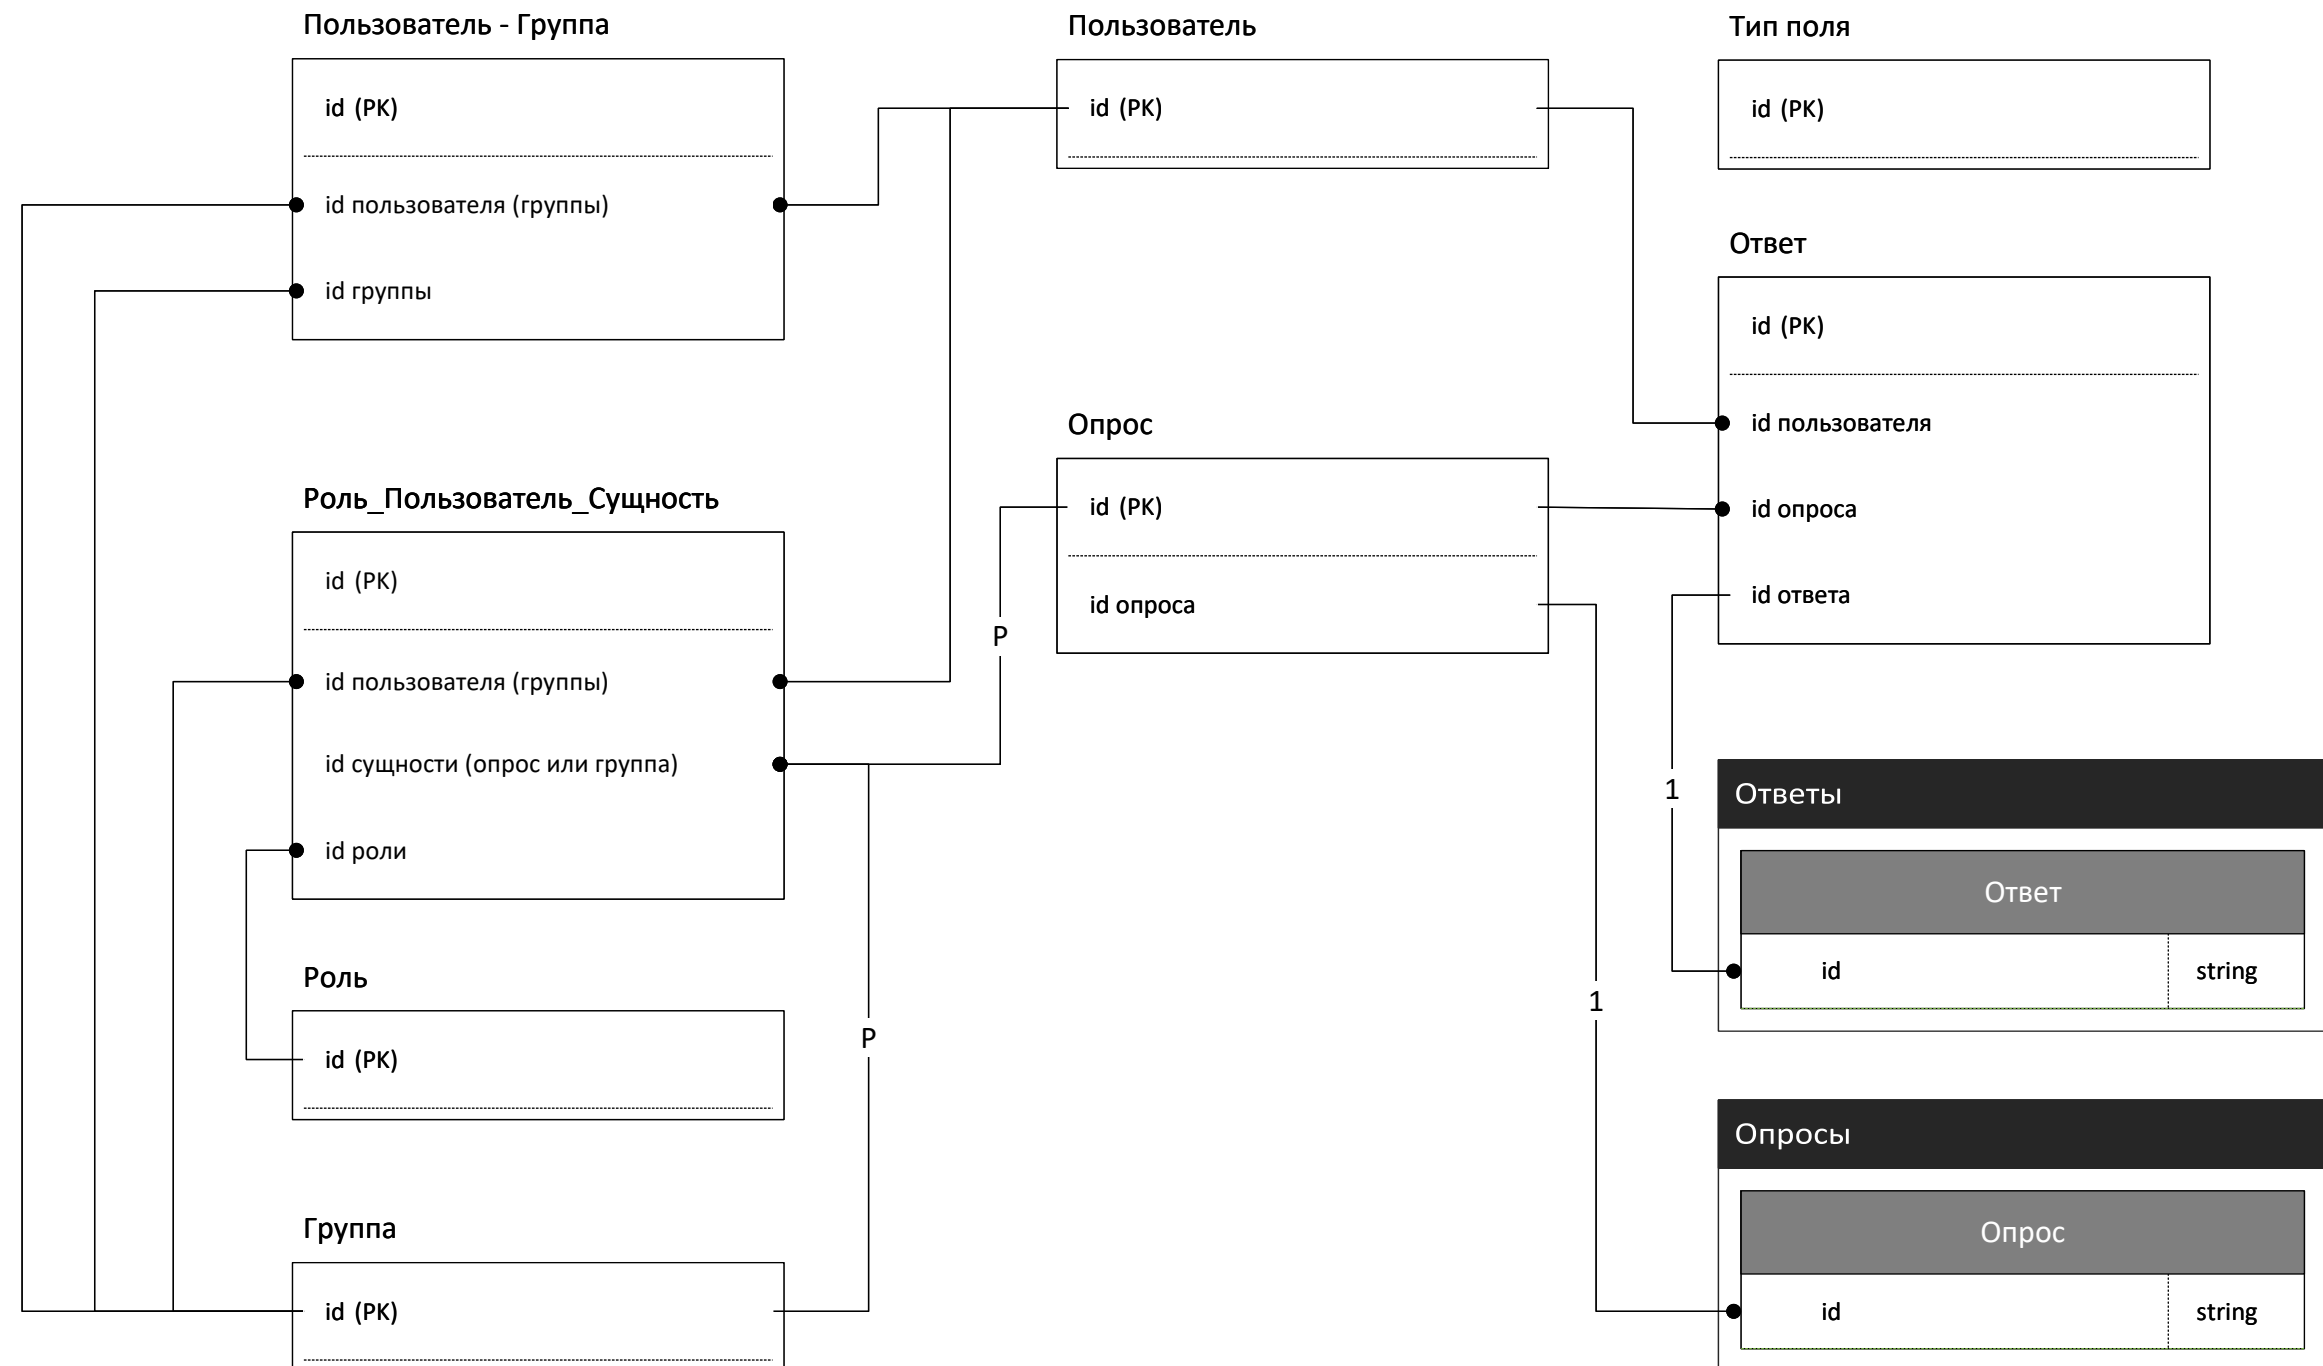 Пользователь - Группа
id (PK)
id пользователя (группы)
id группы
Роль_Пользователь_Сущность
id (PK)
id пользователя (группы)
id сущности (опрос или группа)
id роли
Роль
id (PK)
Группа
id (PK)
P
P
Пользователь
id (PK)
Опрос
id (PK)
id опроса
1
1
Тип поля
id (PK)
Ответ
id (PK)
id пользователя
id опроса
id ответа
Ответы
Ответ
id string
Опросы
Опрос
id string